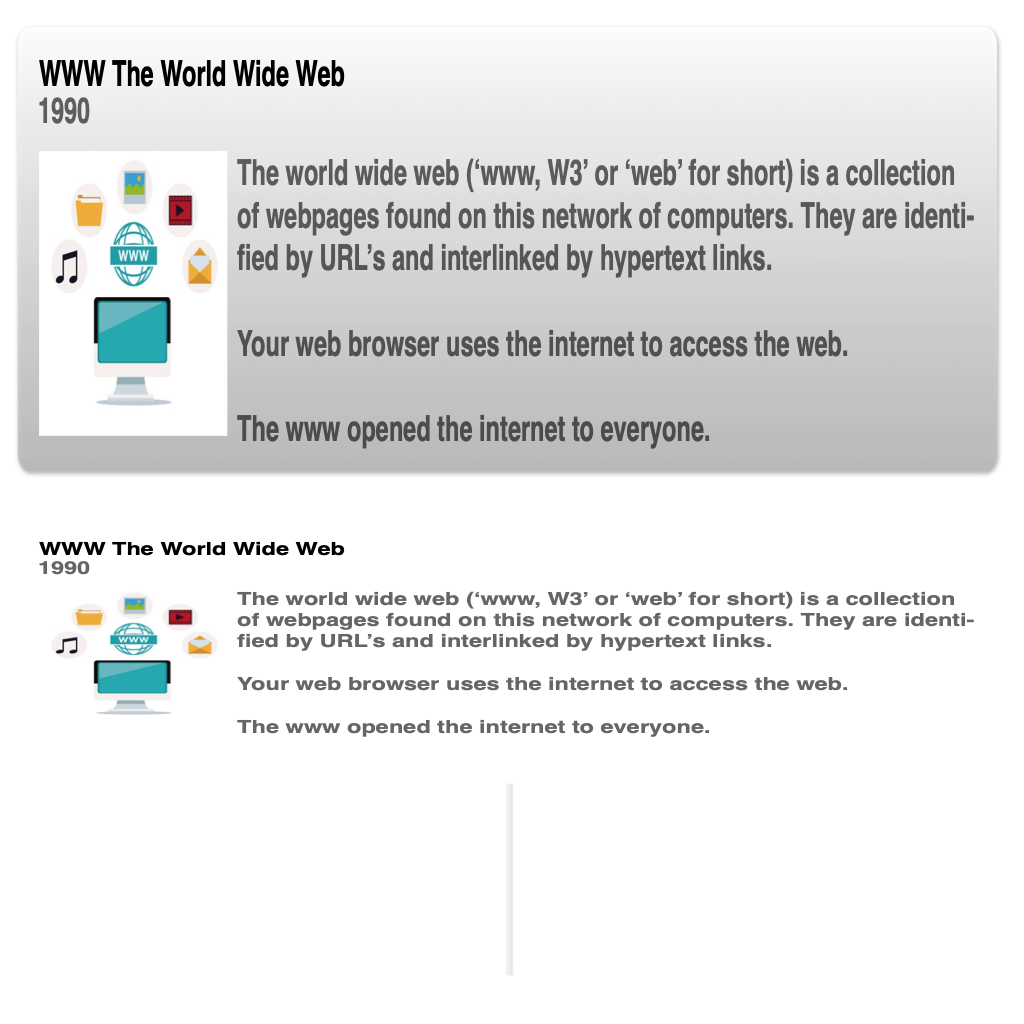 WWW The World Wide Web
1990
WWW
The world wide web (‘www, W3’ or ‘web’ for short) is a collection
of webpages found on this network of computers. They are identi-
fied by URL’s and interlinked by hypertext links.
Your web browser uses the internet to access the web.
The www opened the internet to everyone.
WWW The World Wide Web
1990
WWW
The world wide web (‘www, W3’ or ‘web’ for short) is a collection
of webpages found on this network of computers. They are identi-
fied by URL’s and interlinked by hypertext links.
Your web browser uses the internet to access the web.
The www opened the internet to everyone.